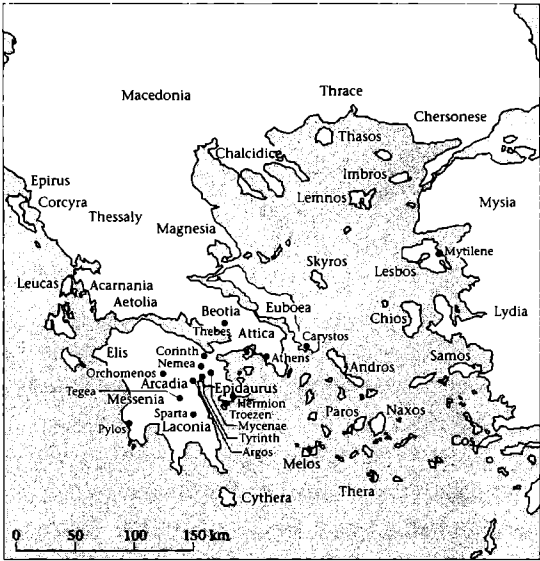 Thrace
Macedonia
Chersonese
Thasos
Chalcidice
Imbros
Epirus
Lemnos
Corcyra
Mysia
Thessaly
Magnesia
Mytilene
Skyros
Lesbos
Leucas
Acarnania
Aetolia
Euboea
Beotia
Chios
Lydia
Thebes
Attica
Carystos
Elis
Corinth
Athens
Samos
Nemea
Andros
Orchomenos
Arcadia
Epidaurus
Tegea
Messenia
Hermion
Troezen
Paros
Naxos
Sparta
Mycenae
Pylos
Laconia
Tyrinth
Cos
Argos
Melos
Thera
Cythera
0 50 100 150 km